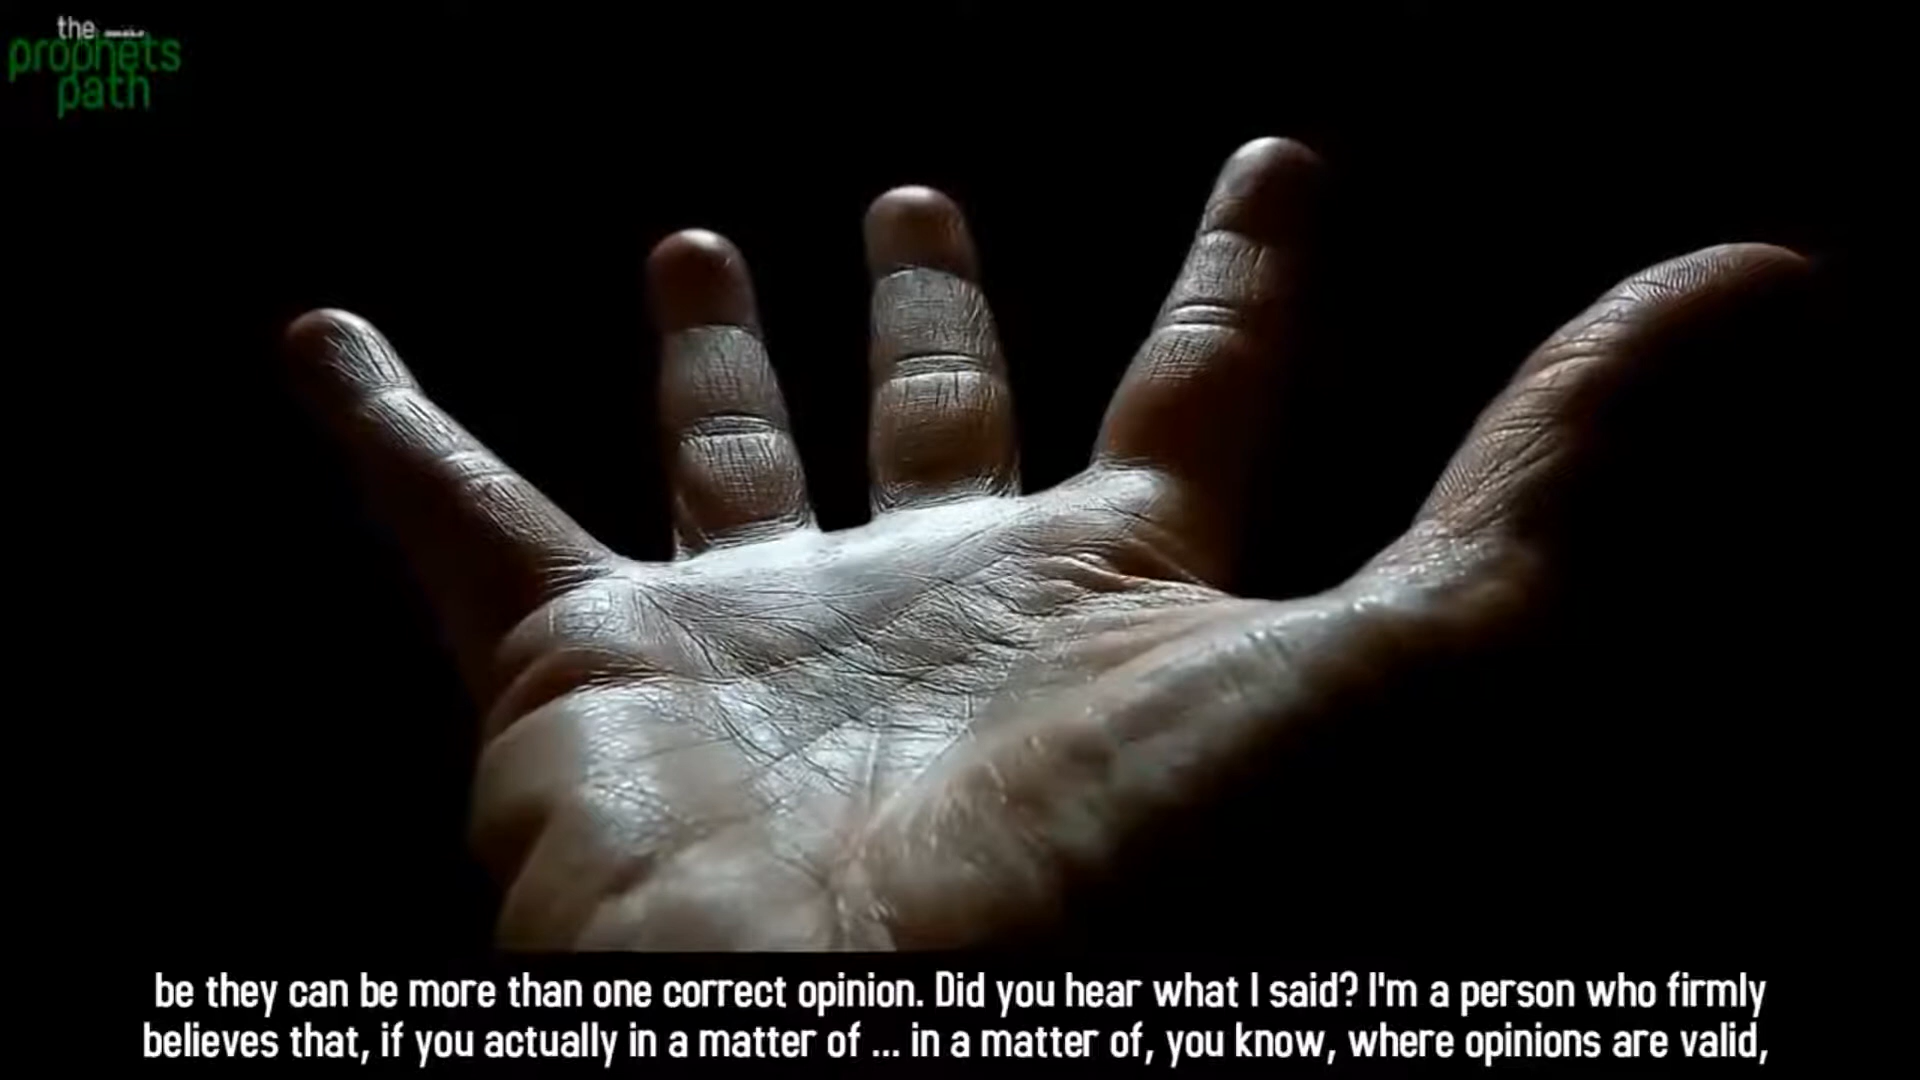 the
prophets
path
be they can be more than one correct opinion. Did you hear what I said? I'm a person who firmly
believes that, if you actually in a matter of ... in a matter of, you know, where opinions are valid,